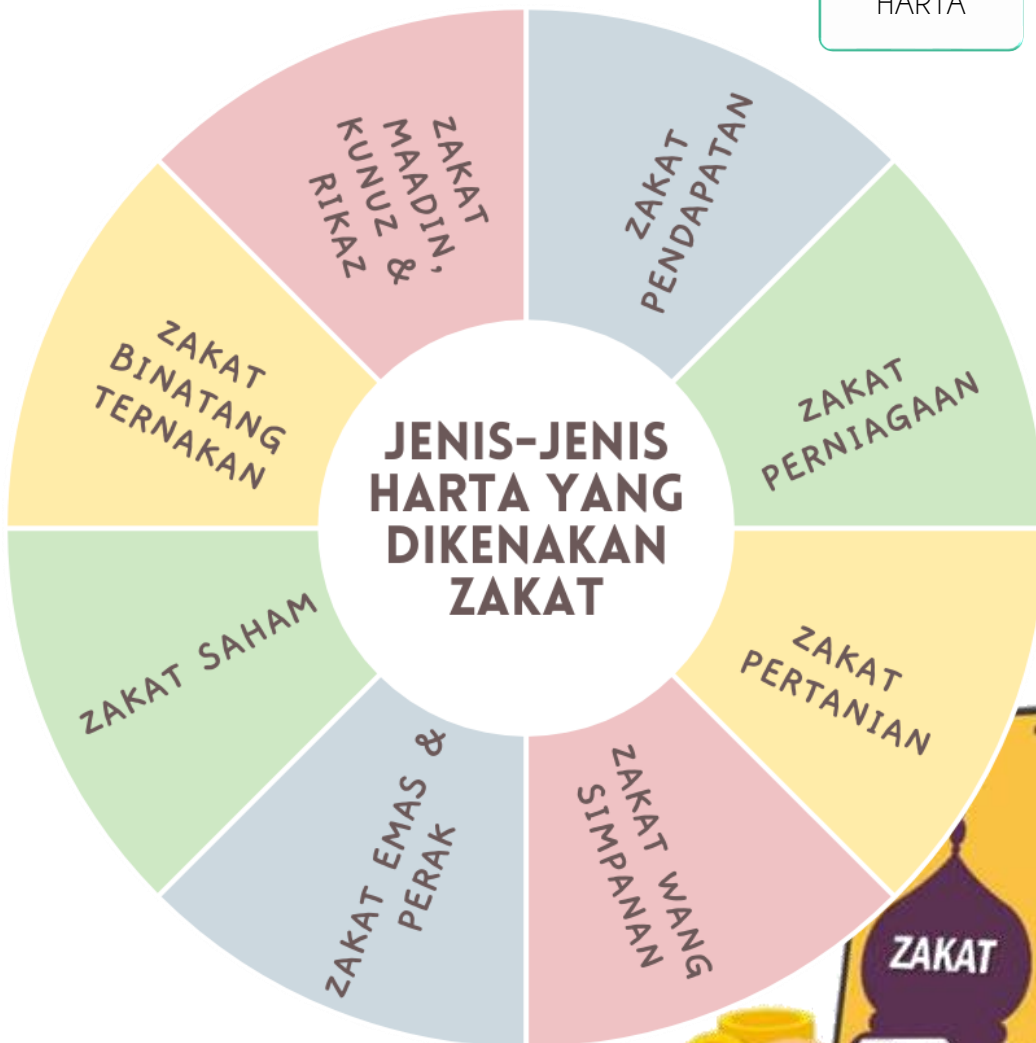 HARTA
JENIS-JENIS
HARTA YANG
DIKENAKAN
ZAKAT
ZAKAT
PENDAPATAN
ZAKAT
PERNIAGAAN
ZAKAT
PERTANIAN
ZAKAT WANG
SIMPANAN
ZAKAT EMAS &
PERAK
ZAKAT SAHAM
ZAKAT
BINATANG
TERNAKAN
ZAKAT
MAADIN,
KUNUZ &
RIKAZ
ZAKAT